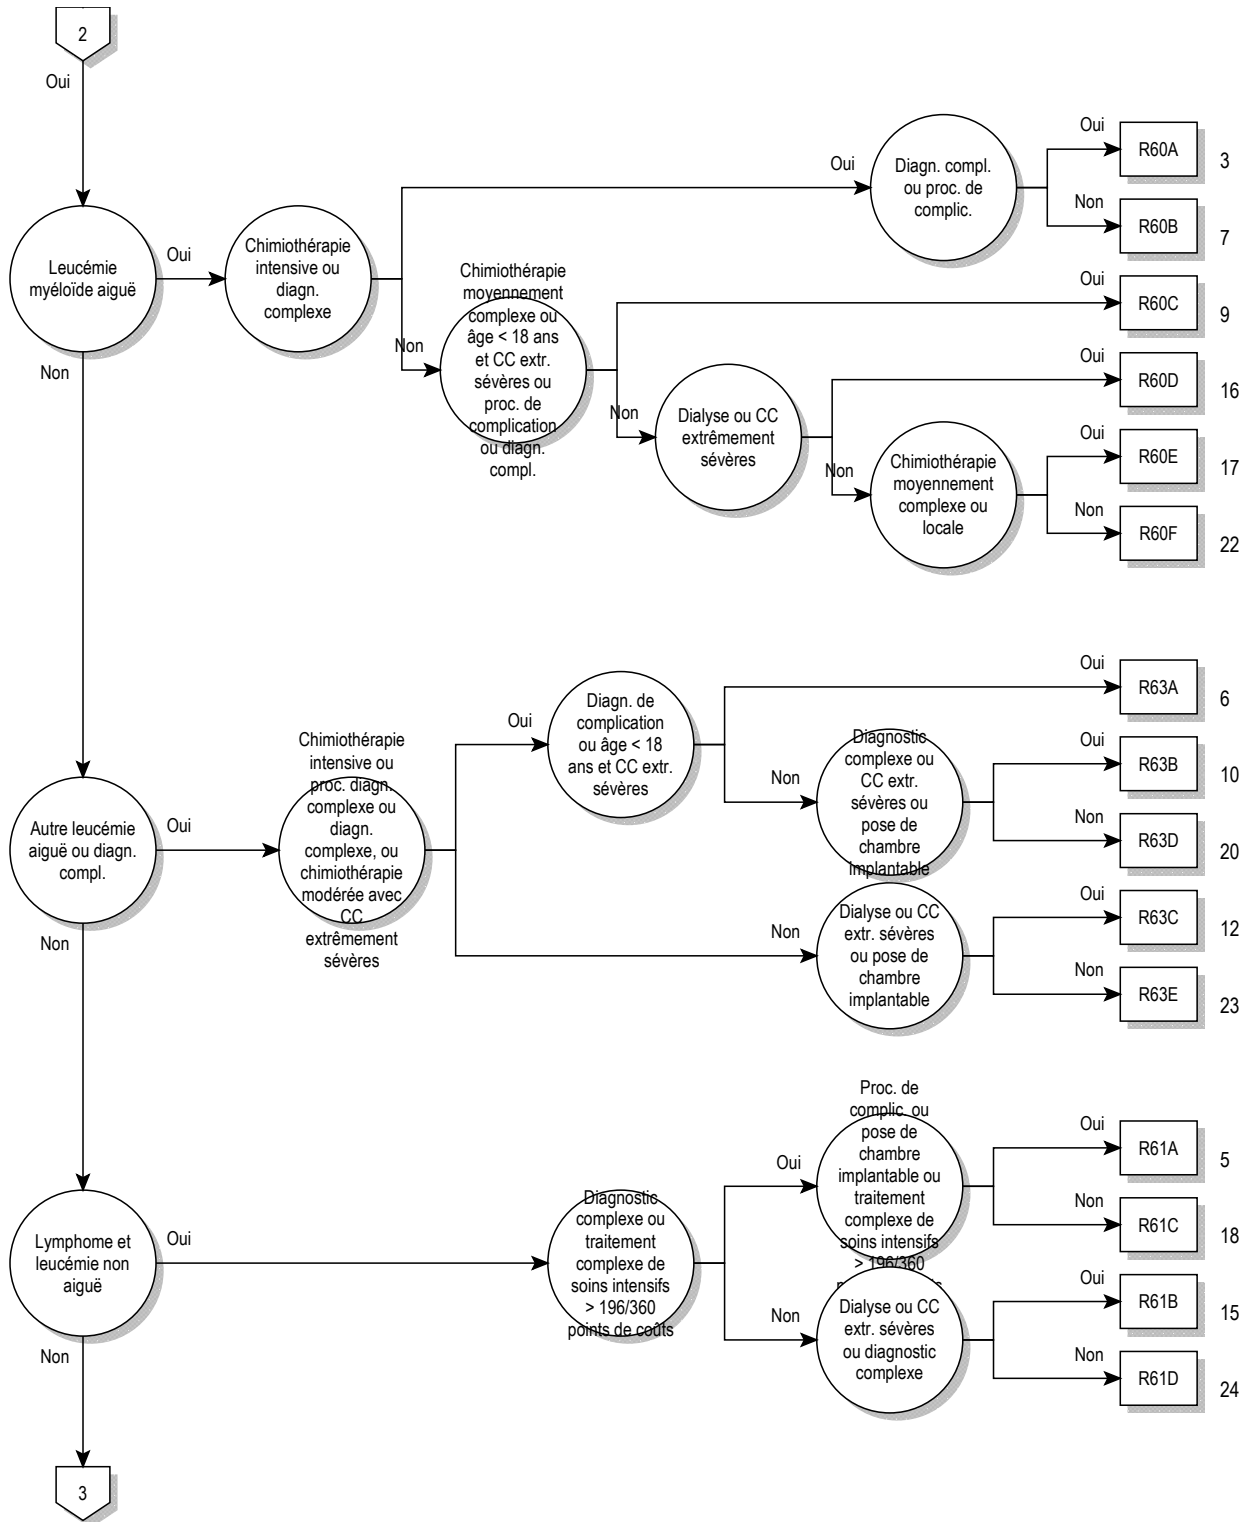 2
Oui
Oui
R60A
3
Oui
Diagn. compl.
ou proc. de
complic.
Non
R60B
7
Leucémie
myéloïde aiguë
Oui
Chimiothérapie
intensive ou
diagn.
complexe
Non
Chimiothérapie
moyennement
complexe ou
âge < 18 ans
et CC extr.
sévères ou
proc. de
complication
ou diagn.
compl.
Oui
R60C
9
Non
Dialyse ou CC
extrêmement
sévères
Oui
R60D
16
Non
Chimiothérapie
moyennement
complexe ou
locale
Oui
R60E
17
Non
R60F
22
Non
Autre leucémie
aiguë ou diagn.
compl.
Oui
Chimiothérapie
intensive ou
proc. diagn.
complexe ou
diagn.
complexe, ou
chimiothérapie
modérée avec
CC
extrêmement
sévères
Oui
Diagn. de
complication
ou âge < 18
ans et CC extr.
sévères
Oui
R63A
6
Non
Diagnostic
complexe ou
CC extr.
sévères ou
pose de
chambre
implantable
Oui
R63B
10
Non
R63D
20
Non
Dialyse ou CC
extr. sévères
ou pose de
chambre
implantable
Oui
R63C
12
Non
R63E
23
Non
Lymphome et
leucémie non
aiguë
Oui
Diagnostic
complexe ou
traitement
complexe de
soins intensifs
> 196/360
points de coûts
Oui
Proc. de
complic. ou
pose de
chambre
implantable ou
traitement
complexe de
soins intensifs
> 196/360
Oui
R61A
5
Non
R61C
18
Non
Dialyse ou CC
extr. sévères
ou diagnostic
complexe
Oui
R61B
15
Non
R61D
24
Non
3